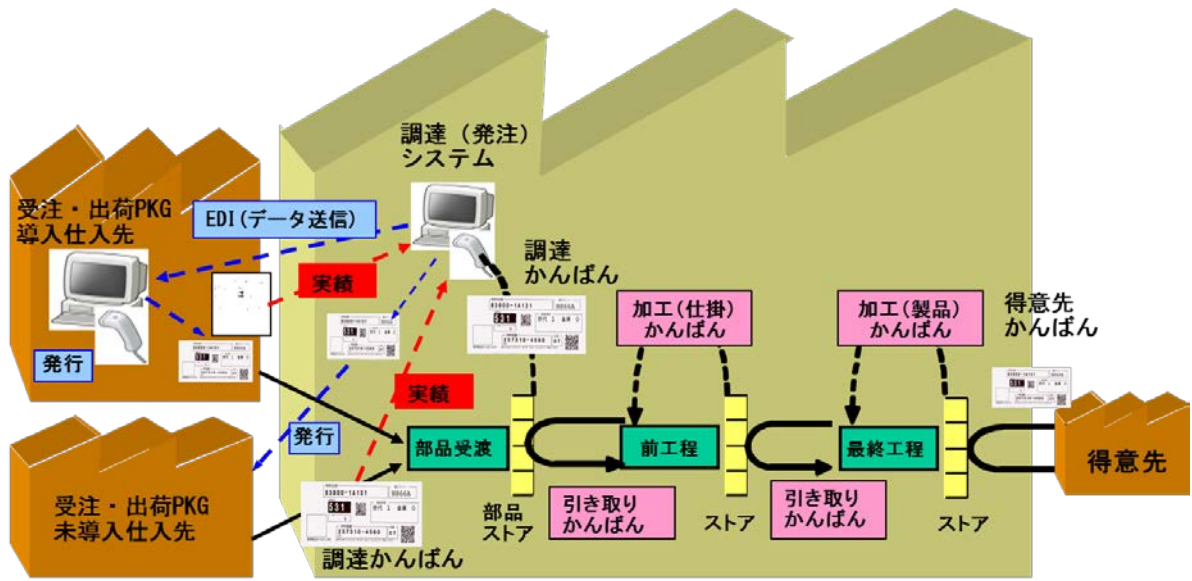 調達（発注）
システム
受注・出荷PKG
導入仕入先
EDI(データ送信)
実績
発行
調達
かんばん
加工(仕掛)
かんばん
加工(製品)
かんばん
得意先
かんばん
83000-1A131
531
実績
発行
部品受渡
前工程
最終工程
得意先
受注・出荷PKG
未導入仕入先
531
調達かんばん
部品
ストア
引き取り
かんばん
ストア
引き取り
かんばん
ストア